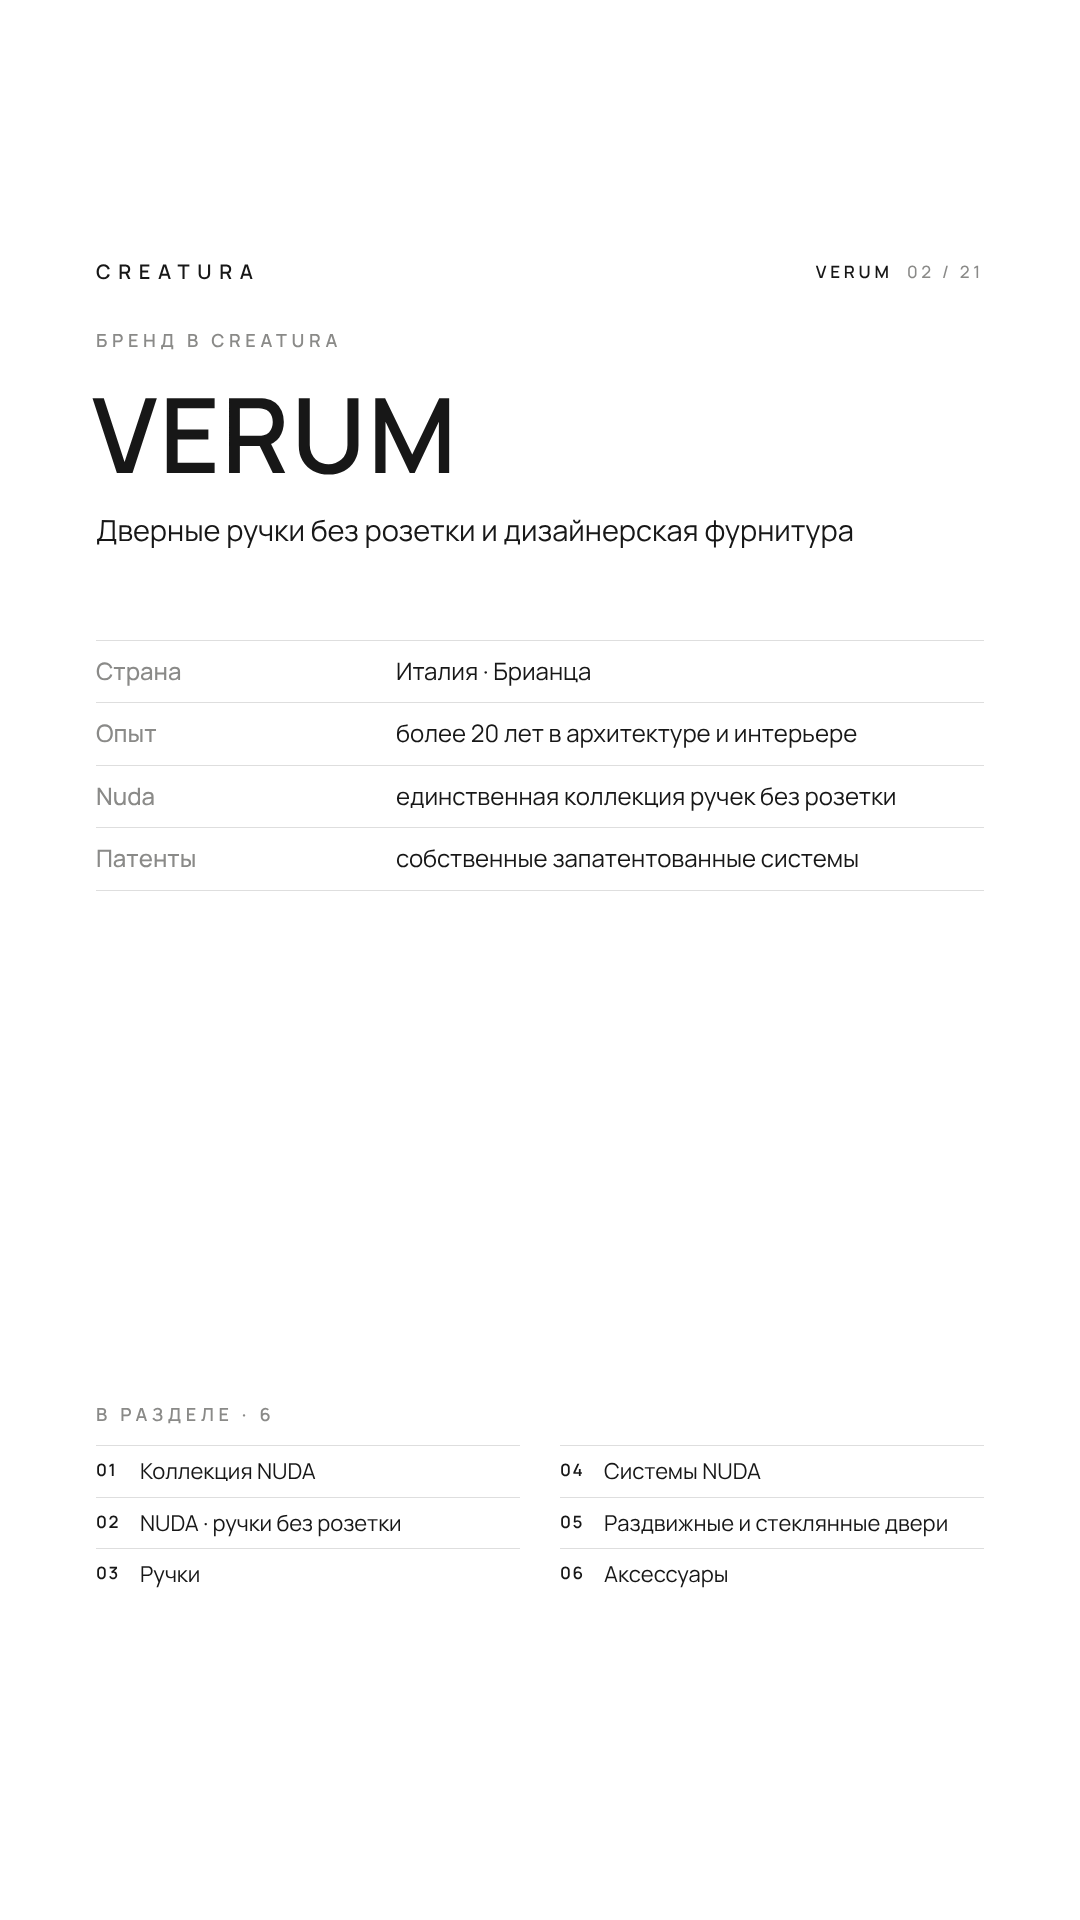 CREATURA
VERUM 02 / 21
БРЕНД В CREATURA
VERUM
Дверные ручки без розетки и дизайнерская фурнитура
Страна Италия · Брианца
Опыт более 20 лет в архитектуре и интерьере
Nuda единственная коллекция ручек без розетки
Патенты собственные запатентованные системы
В РАЗДЕЛЕ · 6
01 Коллекция NUDA
02 NUDA · ручки без розетки
03 Ручки
04 Системы NUDA
05 Раздвижные и стеклянные двери
06 Аксессуары